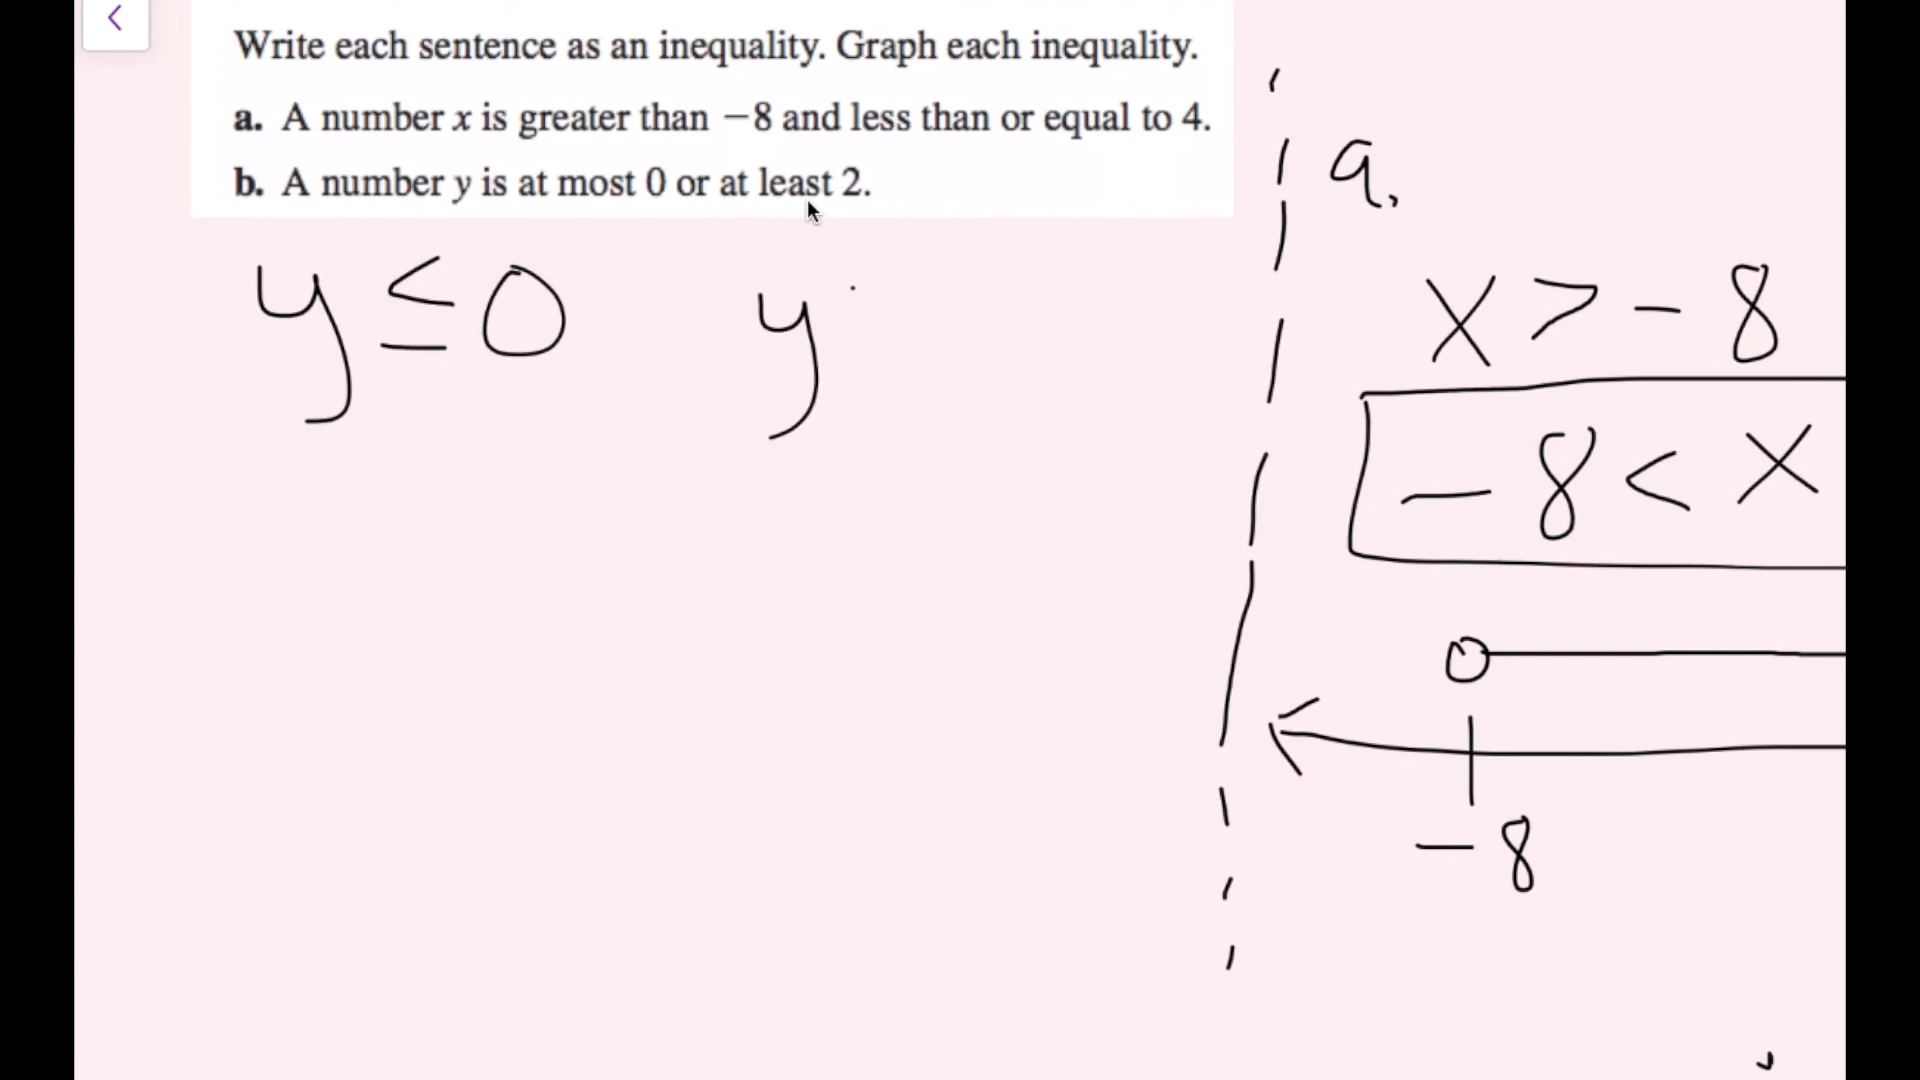 Write each sentence as an inequality. Graph each inequality.
a. A number x is greater than −8 and less than or equal to 4.
b. A number y is at most 0 or at least 2.
y ≤ 0 y
a.
x > - 8
- 8 < x
- 8